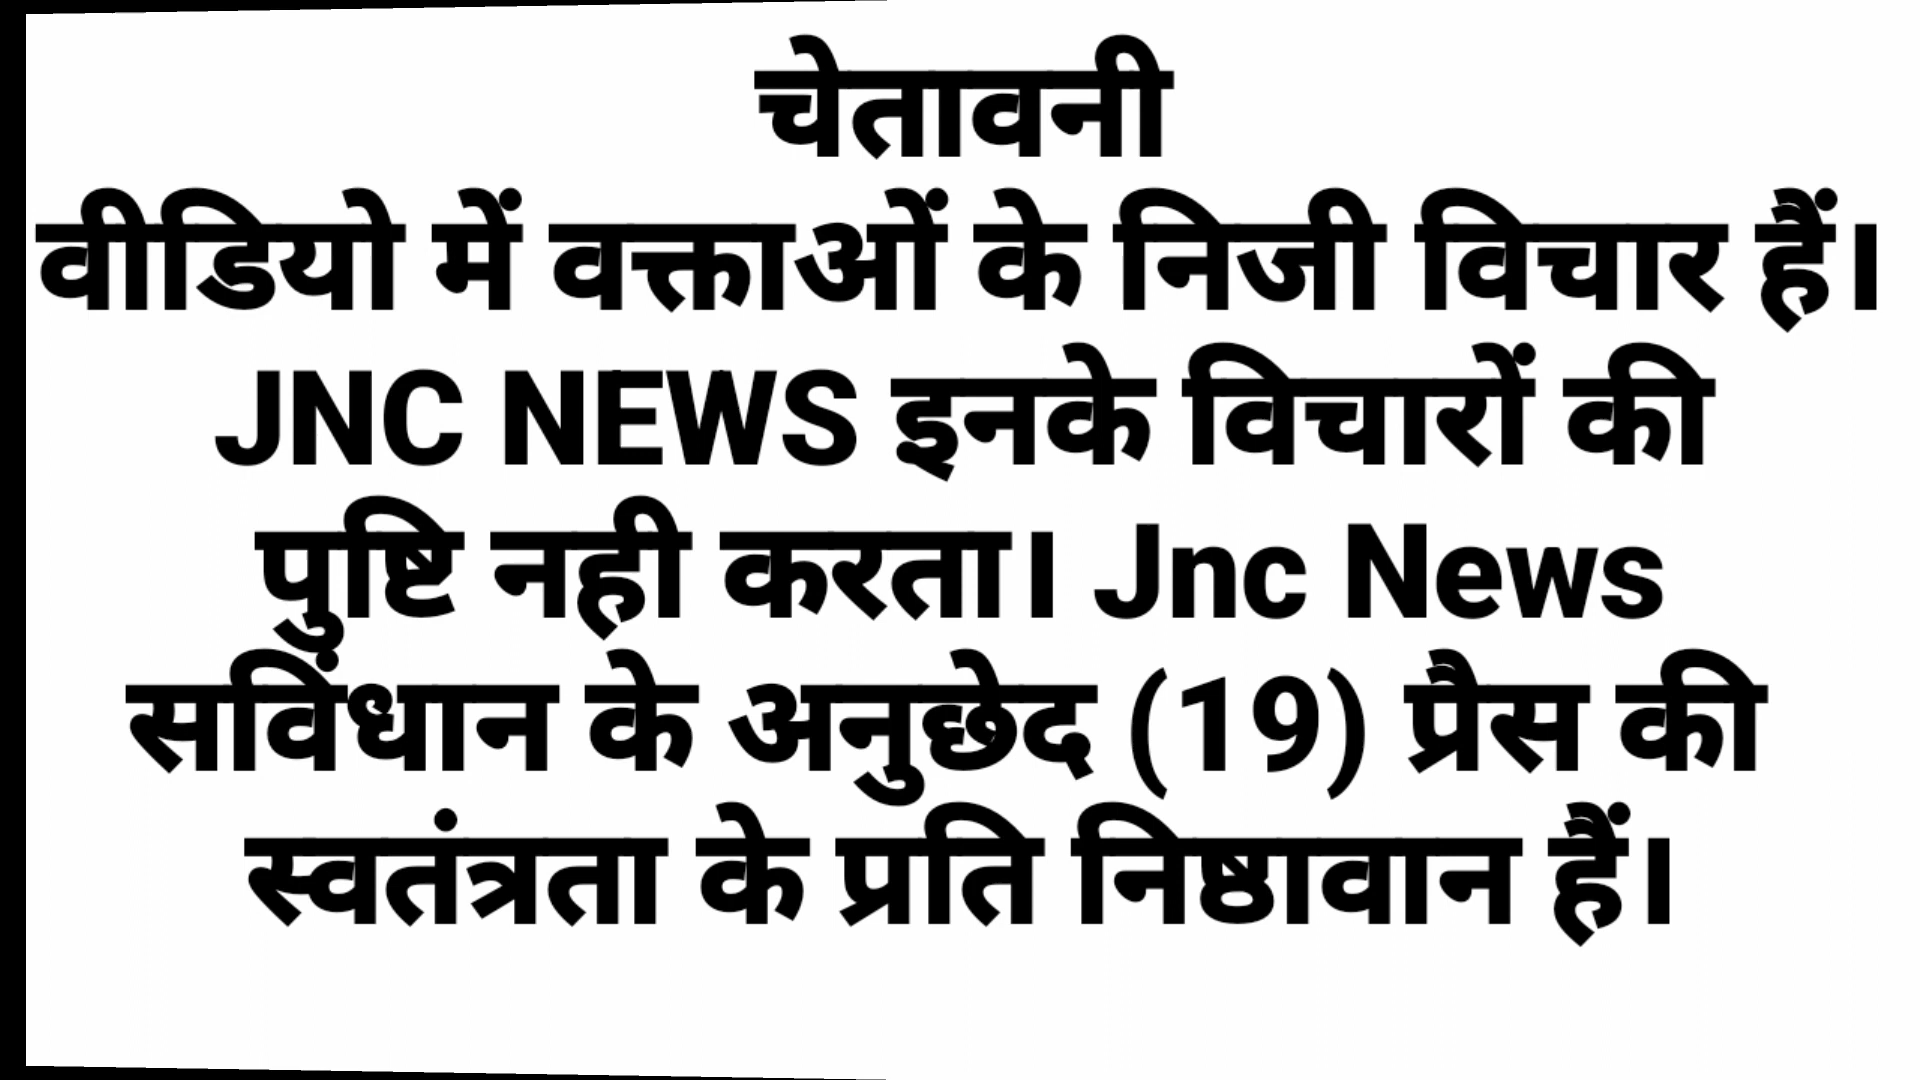 चेतावनी
वीडियो में वक्ताओं के निजी विचार हैं।
JNC NEWS इनके विचारों की
पुष्टि नही करता। Jnc News
सविंधान के अनुछेद (19) प्रैस की
स्वतंत्रता के प्रति निष्ठावान हैं।